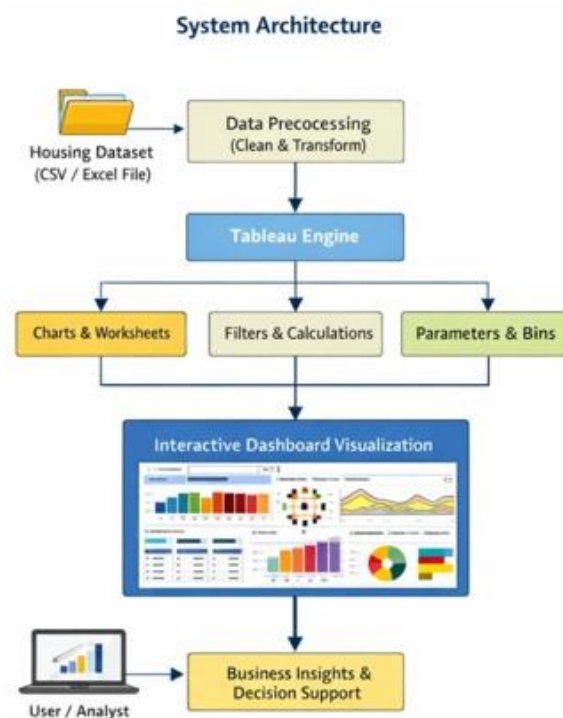 System Architecture
Housing Dataset
(CSV / Excel File)
Data Precocessing
(Clean & Transform)
Tableau Engine
Charts & Worksheets
Filters & Calculations
Parameters & Bins
Interactive Dashboard Visualization
User / Analyst
Business Insights &
Decision Support